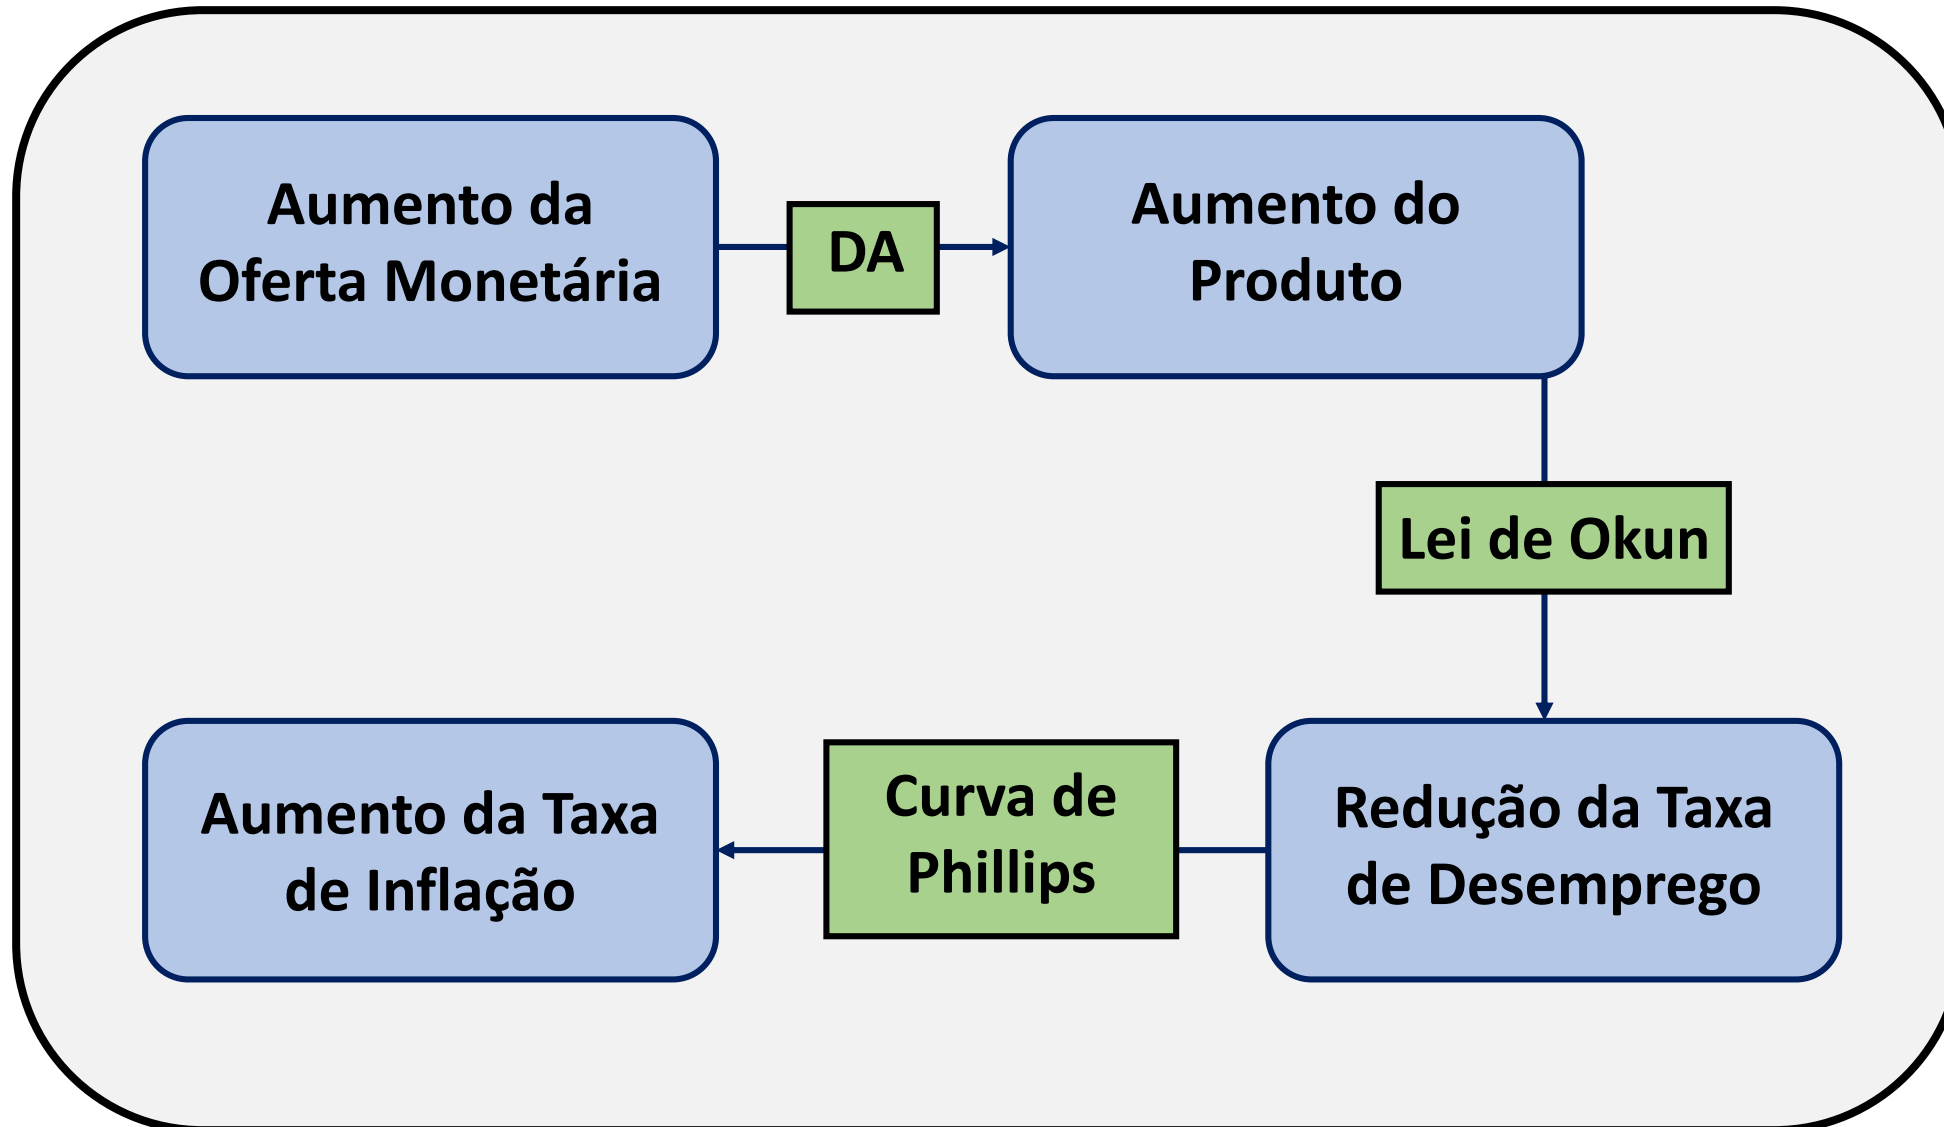 Aumento da
Oferta Monetária
DA
Aumento do
Produto
Lei de Okun
Redução da Taxa
de Desemprego
Curva de
Phillips
Aumento da Taxa
de Inflação